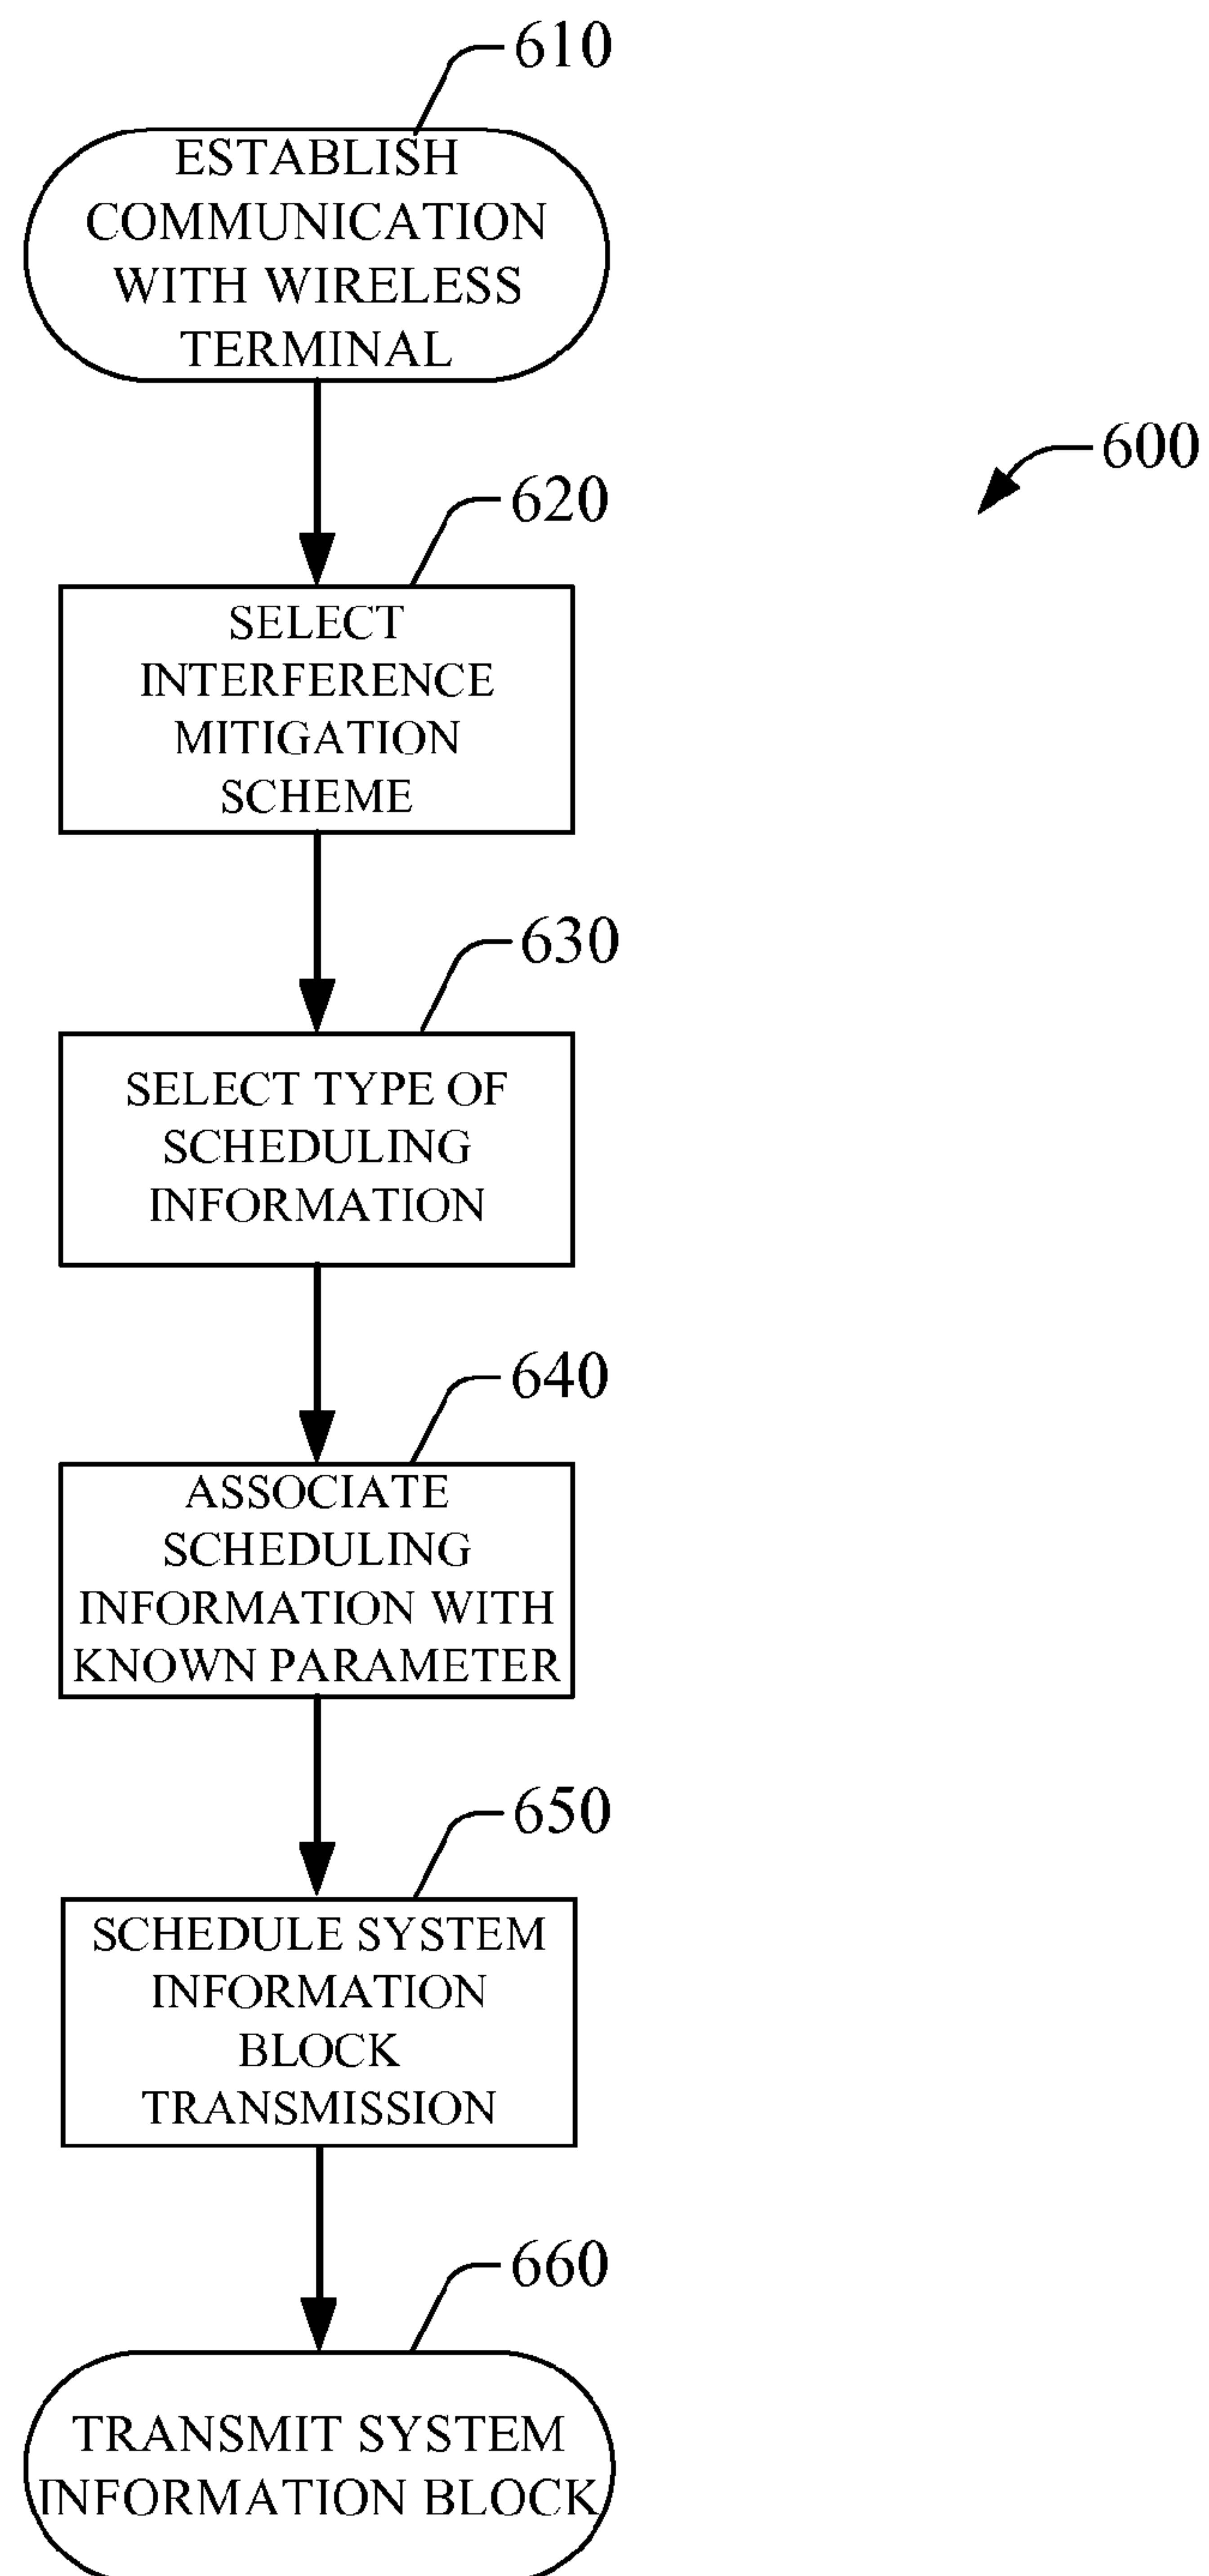 610
ESTABLISH
COMMUNICATION
WITH WIRELESS
TERMINAL
600
620
SELECT
INTERFERENCE
MITIGATION
SCHEME
630
SELECT TYPE OF
SCHEDULING
INFORMATION
640
ASSOCIATE
SCHEDULING
INFORMATION WITH
KNOWN PARAMETER
650
SCHEDULE SYSTEM
INFORMATION
BLOCK
TRANSMISSION
660
TRANSMIT SYSTEM
INFORMATION BLOCK